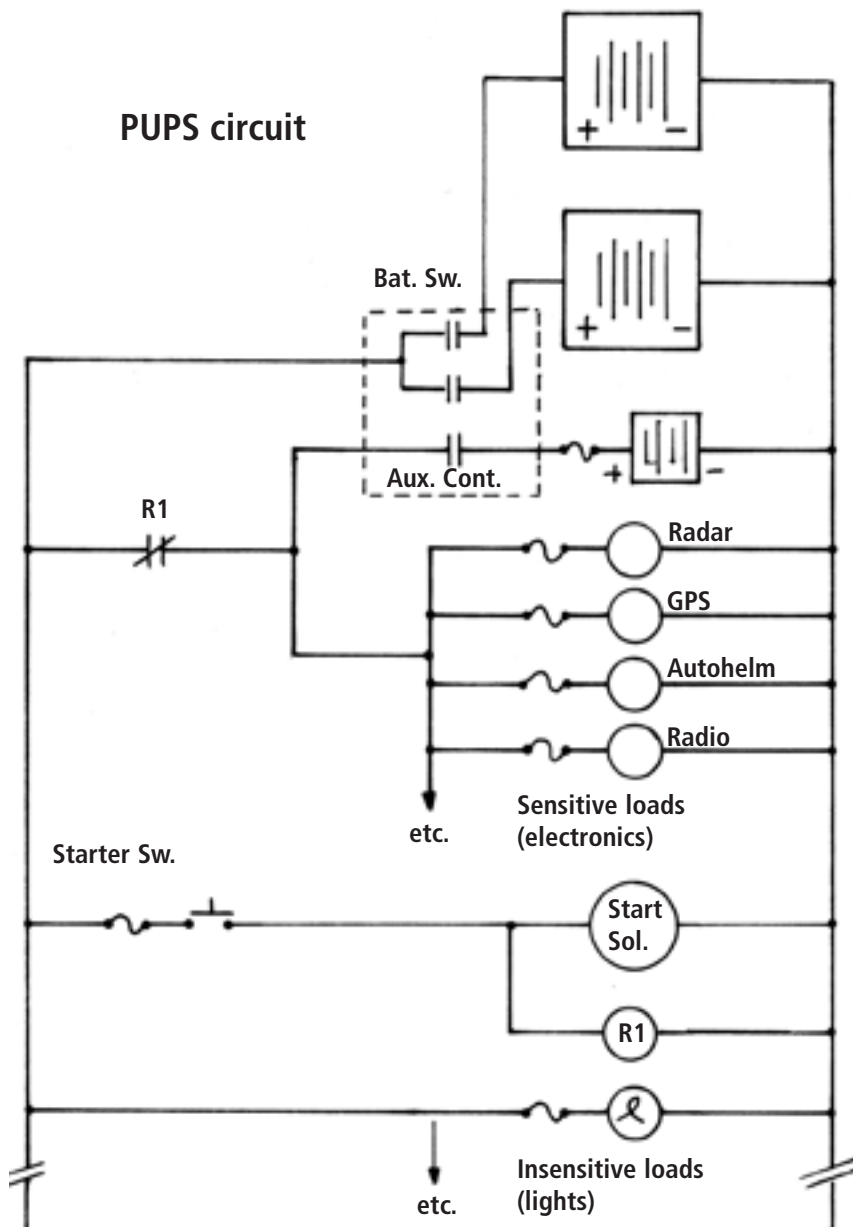 PUPS circuit
+ -
Bat. Sw.
+ -
Aux. Cont.
+ -
R1
Radar
GPS
Autohelm
Radio
etc.
Sensitive loads
(electronics)
Starter Sw.
Start
Sol.
R1
etc.
Insensitive loads
(lights)